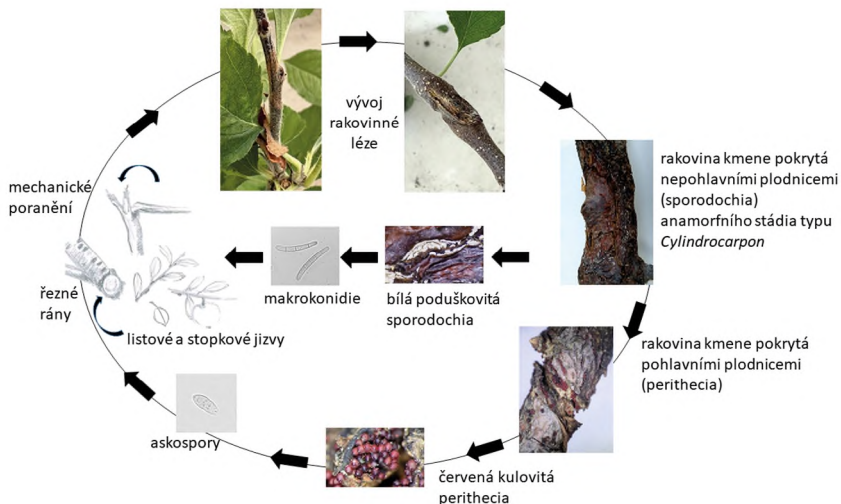 vývoj
rakovinné
léze
mechanické
poranění
rakovina kmene pokrytá
nepohlavními plodnicemi
(sporodochia)
anamorfního stádia typu
Cylindrocarpon
makrokonidie
bílá poduškovitá
sporodochia
řezné
rány
listové a stopkové jizvy
rakovina kmene pokrytá
pohlavními plodnicemi
(perithecia)
askospory
červená kulovitá
perithecia